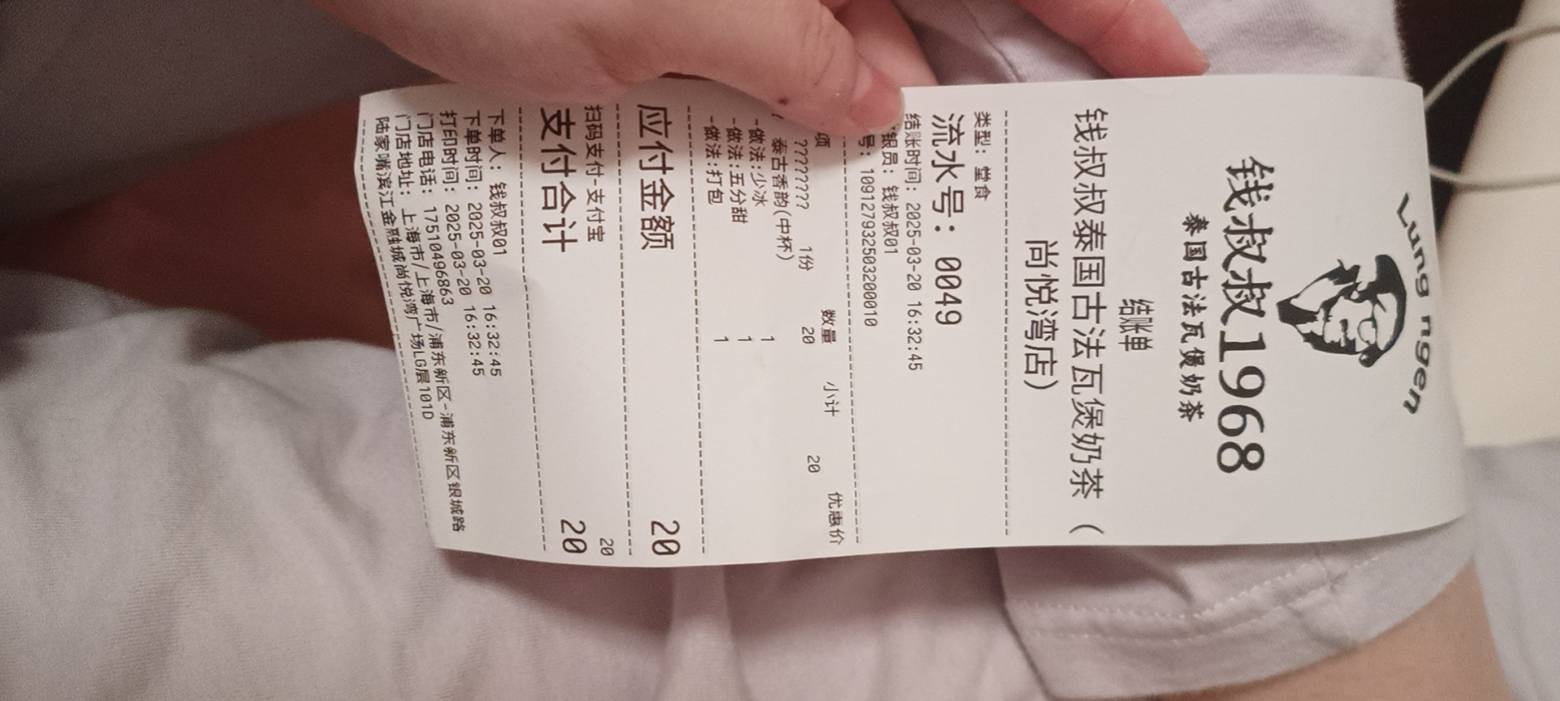 Lung ngen
钱叔叔1968
泰国古法瓦煲奶茶
结账单
钱叔叔泰国古法瓦煲奶茶（
尚悦湾店）
类型: 堂食
流水号: 0049
结账时间: 2025-03-20 16:32:45
银员: 钱叔叔01
号: 109127932503200010
项 数量 小计 优惠价
???????? 1份 20 20
泰古香韵(中杯)
-做法:少冰 1
-做法:五分甜 1
-做法:打包 1
应付金额 20
扫码支付-支付宝 20
支付合计 20
下单人: 钱叔叔01
下单时间: 2025-03-20 16:32:45
打印时间: 2025-03-20 16:32:45
门店电话: 17510496863
门店地址: 上海市/上海市/浦东新区-浦东新区银城路
陆家嘴滨江金融城尚悦湾广场LG层101D